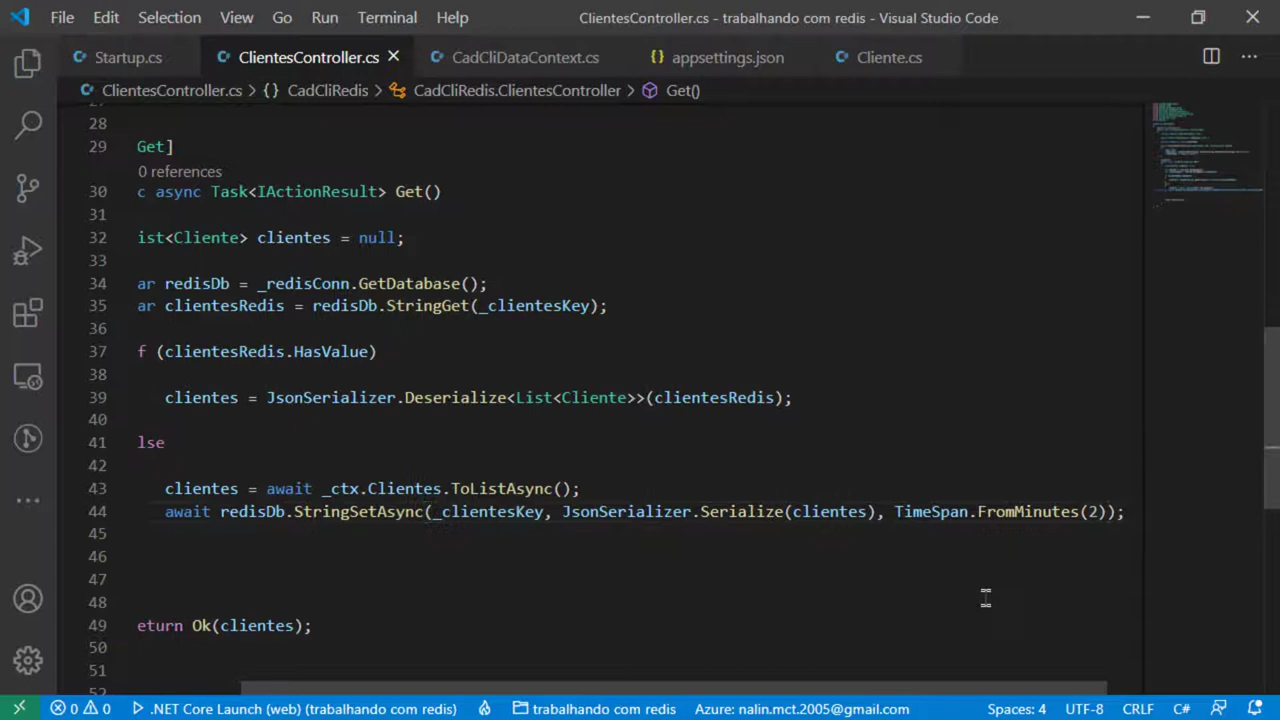 File Edit Selection View Go Run Terminal Help ClientesController.cs - trabalhando com redis - Visual Studio Code
Startup.cs ClientesController.cs CadCliDataContext.cs {} appsettings.json Cliente.cs
ClientesController.cs > {} CadCliRedis > CadCliRedis.ClientesController > Get()
28
29 Get]
0 references
30 c async Task<IActionResult> Get()
31
32 ist<Cliente> clientes = null;
33
34 ar redisDb = _redisConn.GetDatabase();
35 ar clientesRedis = redisDb.StringGet(_clientesKey);
36
37 f (clientesRedis.HasValue)
38
39 clientes = JsonSerializer.Deserialize<List<Cliente>>(clientesRedis);
40
41 lse
42
43 clientes = await _ctx.Clientes.ToListAsync();
44 await redisDb.StringSetAsync(_clientesKey, JsonSerializer.Serialize(clientes), TimeSpan.FromMinutes(2));
45
46
47
48
49 eturn Ok(clientes);
50
51
52
0 0 .NET Core Launch (web) (trabalhando com redis) trabalhando com redis Azure: nalin.mct.2005@gmail.com Spaces: 4 UTF-8 CRLF C#